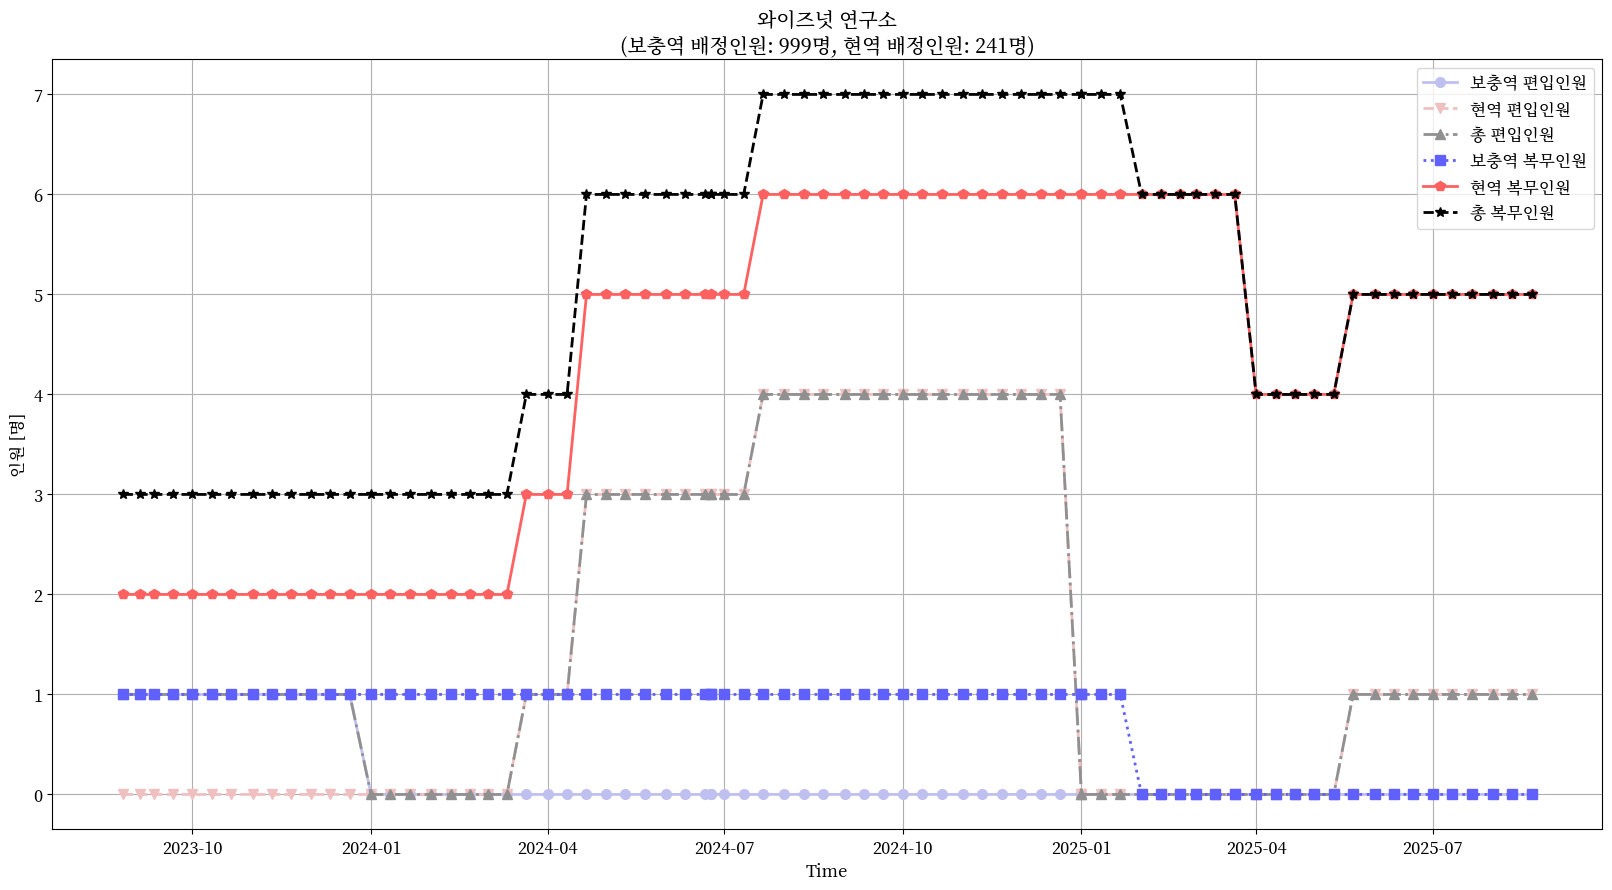 와이즈넛 연구소
(보충역 배정인원: 999명, 현역 배정인원: 241명)
보충역 편입인원
현역 편입인원
총 편입인원
보충역 복무인원
현역 복무인원
총 복무인원
인원 [명]
7
6
5
4
3
2
1
0
2023-10
2024-01
2024-04
2024-07
2024-10
2025-01
2025-04
2025-07
Time